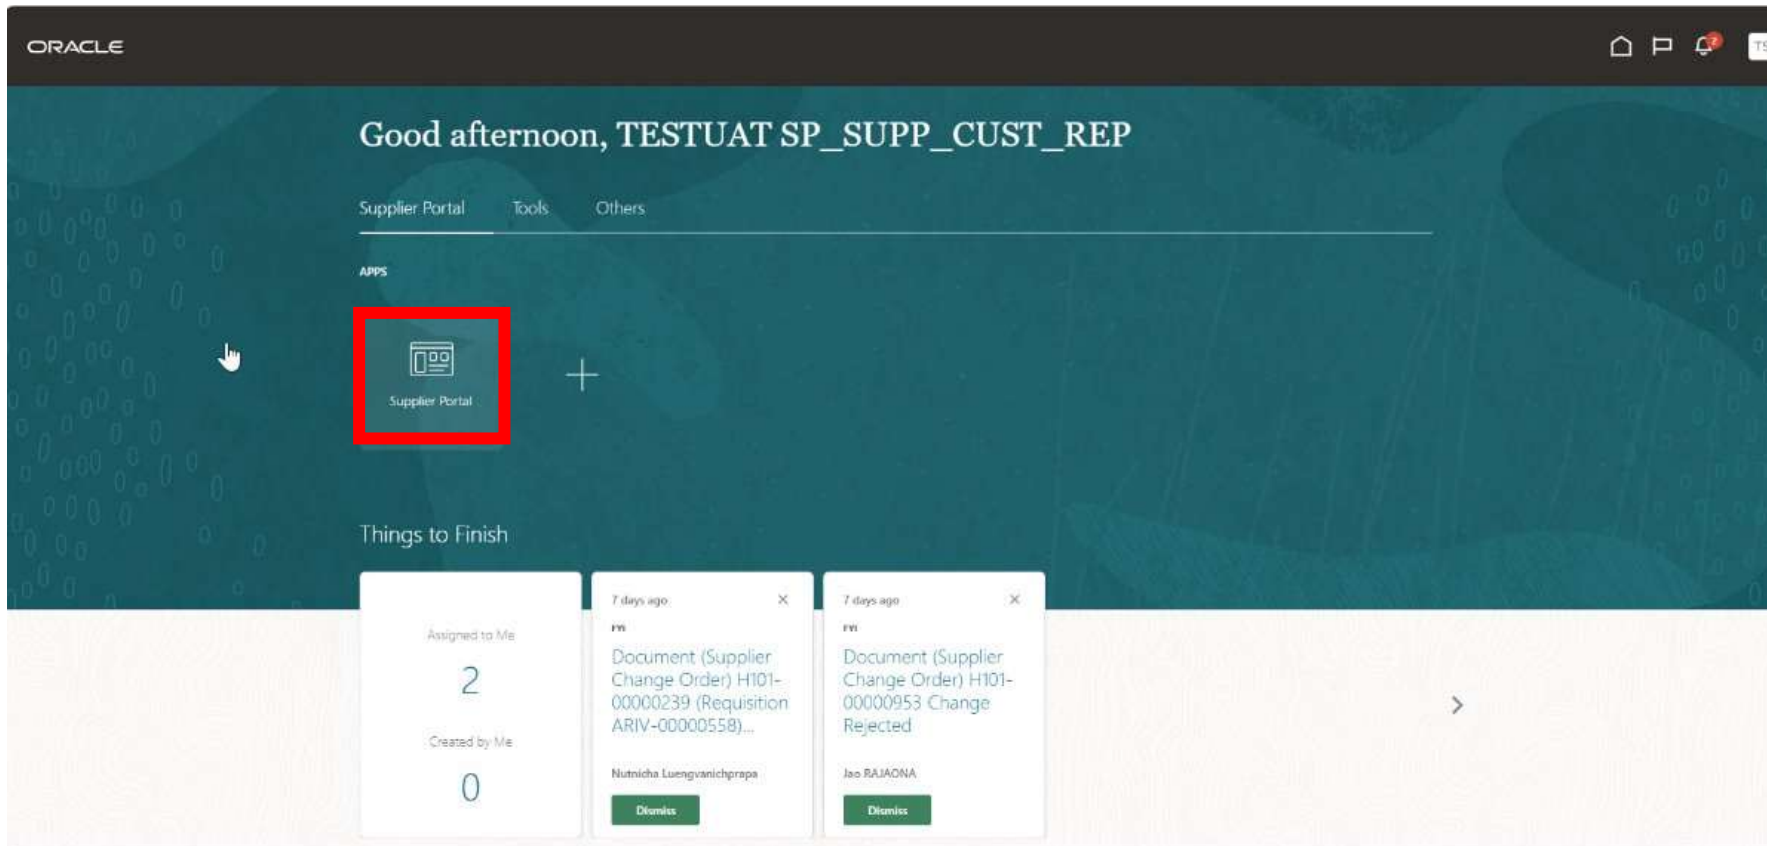 ORACLE
2
TS
Good afternoon, TESTUAT SP_SUPP_CUST_REP
Supplier Portal Tools Others
APPS
Supplier Portal
Things to Finish
Assigned to Me
2
Created by Me
0
7 days ago
FYI
Document (Supplier
Change Order) H101-
00000239 (Requisition
ARIV-00000558)...
Nutnicha Luengvanichprapa
Dismiss
7 days ago
FYI
Document (Supplier
Change Order) H101-
00000953 Change
Rejected
Jao RAJAONA
Dismiss